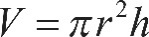 V = πr²h